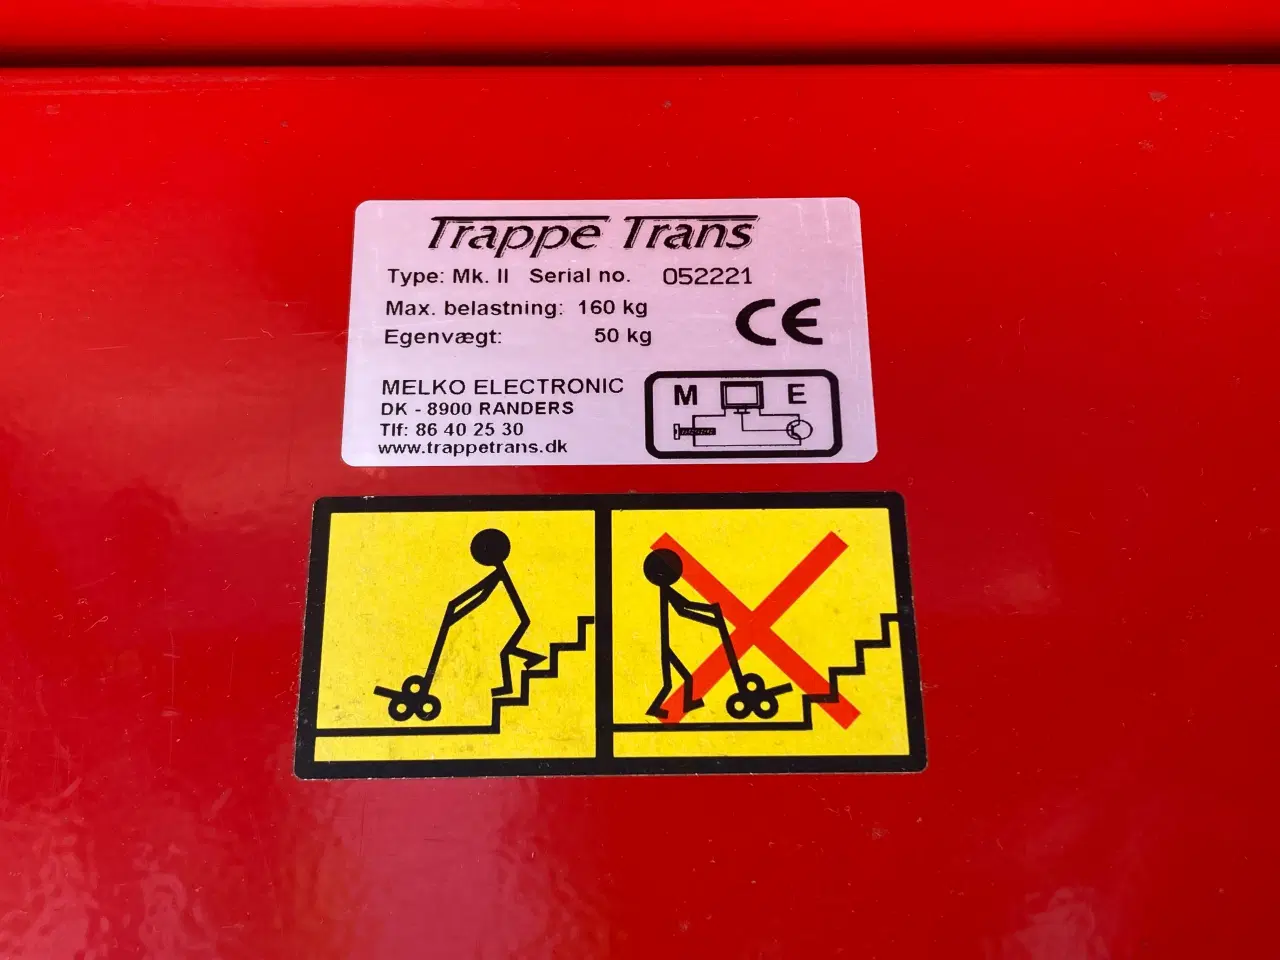 Trappe Trans
Type: Mk. II Serial no. 052221
Max. belastning: 160 kg
Egenvægt: 50 kg
CE
MELKO ELECTRONIC
DK - 8900 RANDERS
Tlf: 86 40 25 30
www.trappetrans.dk
M E